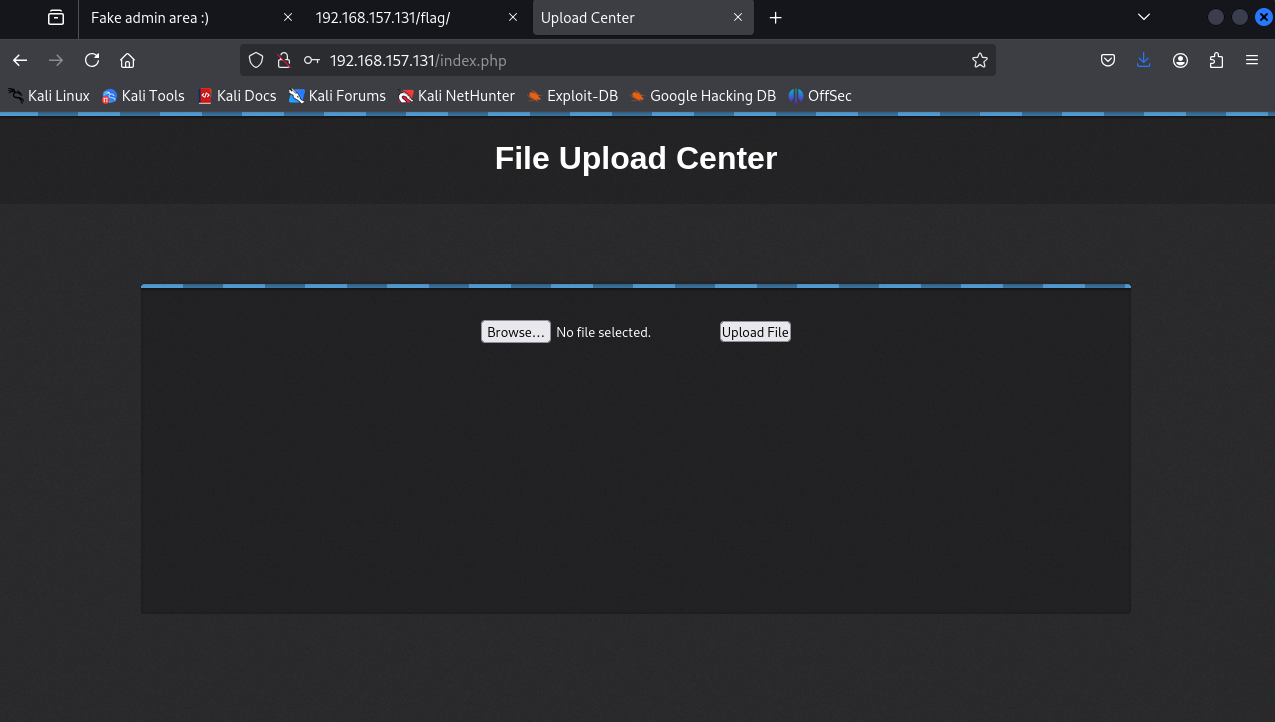 Fake admin area :) 192.168.157.131/flag/ Upload Center
192.168.157.131/index.php
Kali Linux Kali Tools Kali Docs Kali Forums Kali NetHunter Exploit-DB Google Hacking DB OffSec
File Upload Center
Browse... No file selected. Upload File